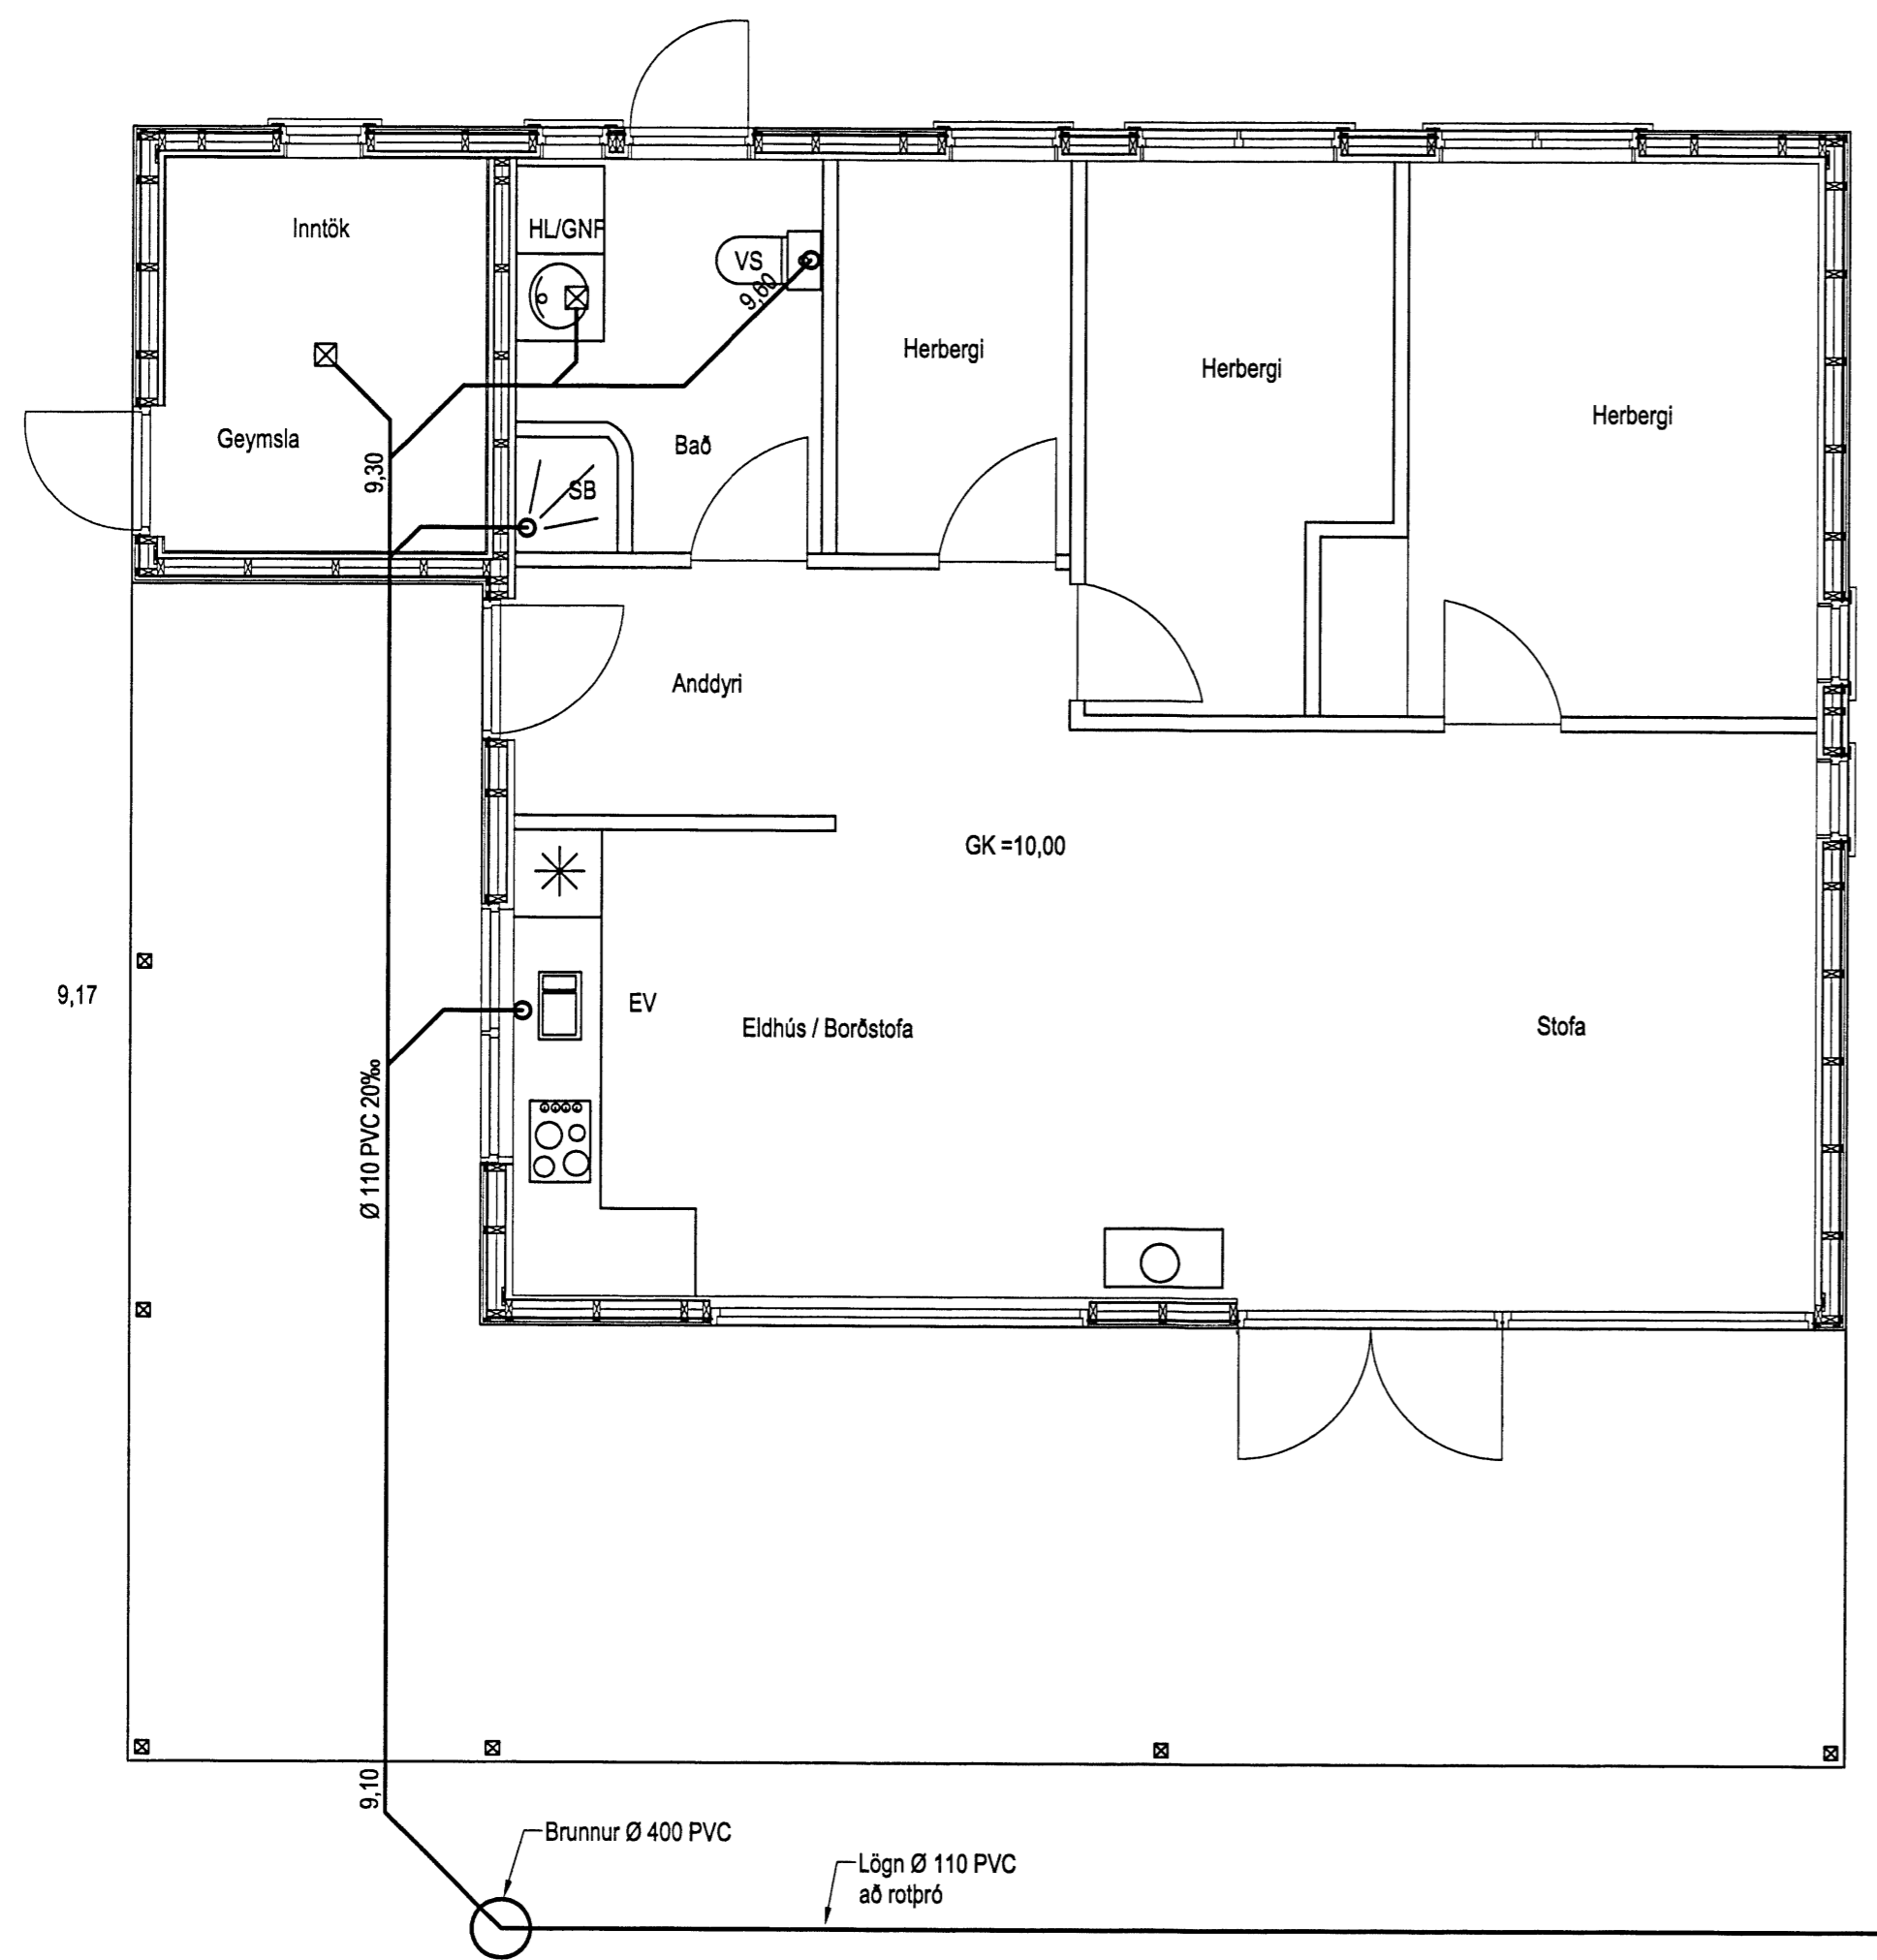 Inntök
HL/GNF
VS
9,60
Herbergi
Herbergi
Herbergi
Geymsla
Bað
9,30
SB
Anddyri
GK =10,00
9,17
EV
Eldhús / Borðstofa
Stofa
Ø 110 PVC 20‰
9,10
Brunnur Ø 400 PVC
Lögn Ø 110 PVC
að rotþró